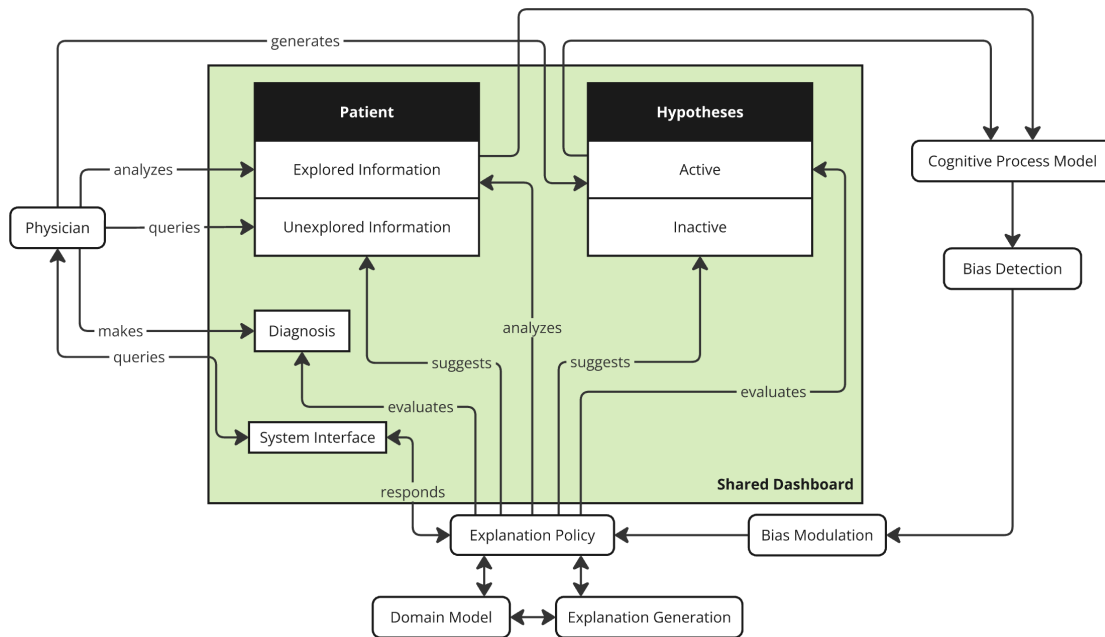 generates
Patient
Hypotheses
analyzes
Explored Information
Active
Cognitive Process Model
Physician
queries
Unexplored Information
Inactive
Bias Detection
makes
Diagnosis
analyzes
queries
suggests
suggests
evaluates
evaluates
System Interface
responds
Shared Dashboard
Explanation Policy
Bias Modulation
Domain Model
Explanation Generation